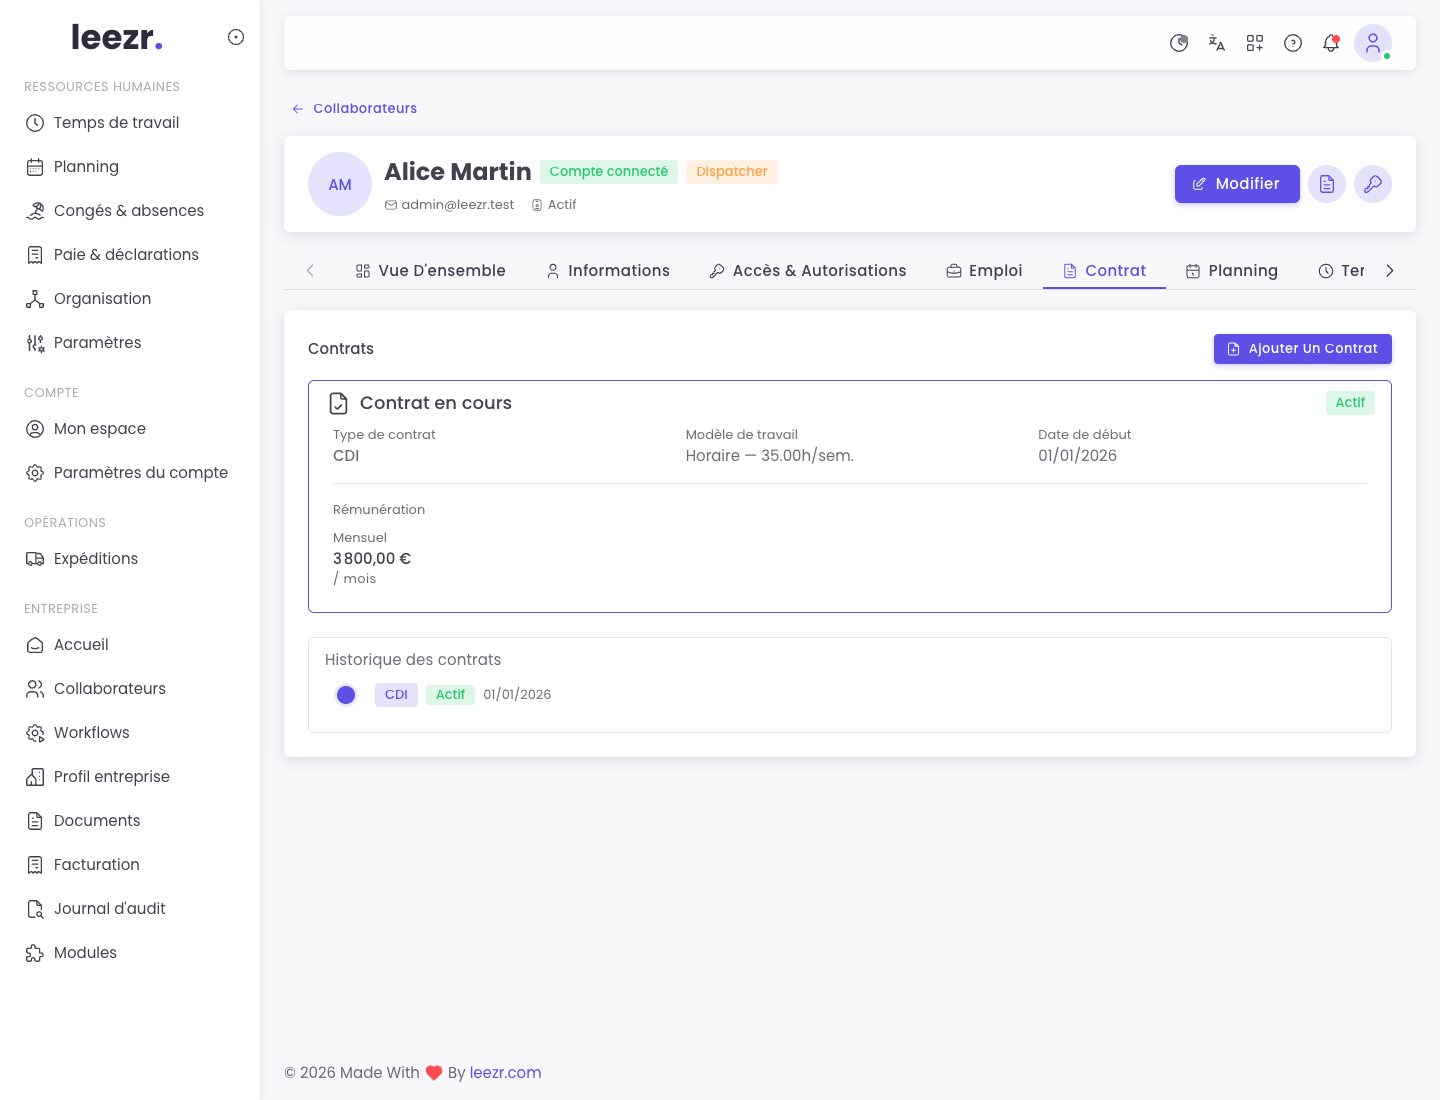 leezr.
RESSOURCES HUMAINES
Temps de travail
Planning
Congés & absences
Paie & déclarations
Organisation
Paramètres
COMPTE
Mon espace
Paramètres du compte
OPÉRATIONS
Expéditions
ENTREPRISE
Accueil
Collaborateurs
Workflows
Profil entreprise
Documents
Facturation
Journal d'audit
Modules
Collaborateurs
AM
Alice Martin Compte connecté Dispatcher
admin@leezr.test Actif
Modifier
Vue D'ensemble Informations Accès & Autorisations Emploi Contrat Planning Ter
Contrats
Ajouter Un Contrat
Contrat en cours
Actif
Type de contrat
CDI
Modèle de travail
Horaire — 35.00h/sem.
Date de début
01/01/2026
Rémunération
Mensuel
3 800,00 €
/ mois
Historique des contrats
CDI Actif 01/01/2026
© 2026 Made With ❤ By leezr.com